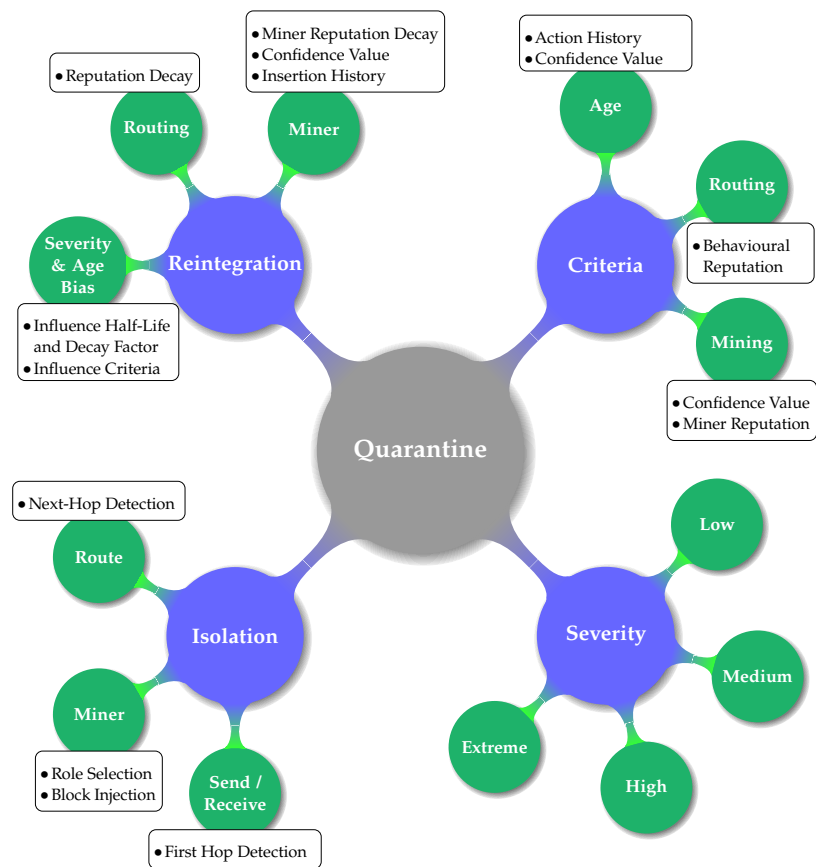 ● Miner Reputation Decay
● Confidence Value
● Insertion History
● Reputation Decay
Routing
Miner
Severity
& Age
Bias
Reintegration
● Influence Half-Life
and Decay Factor
● Influence Criteria
● Action History
● Confidence Value
Age
Routing
● Behavioural
Reputation
Criteria
Mining
● Confidence Value
● Miner Reputation
Quarantine
● Next-Hop Detection
Route
Isolation
Miner
● Role Selection
● Block Injection
Send /
Receive
● First Hop Detection
Low
Severity
Medium
Extreme
High